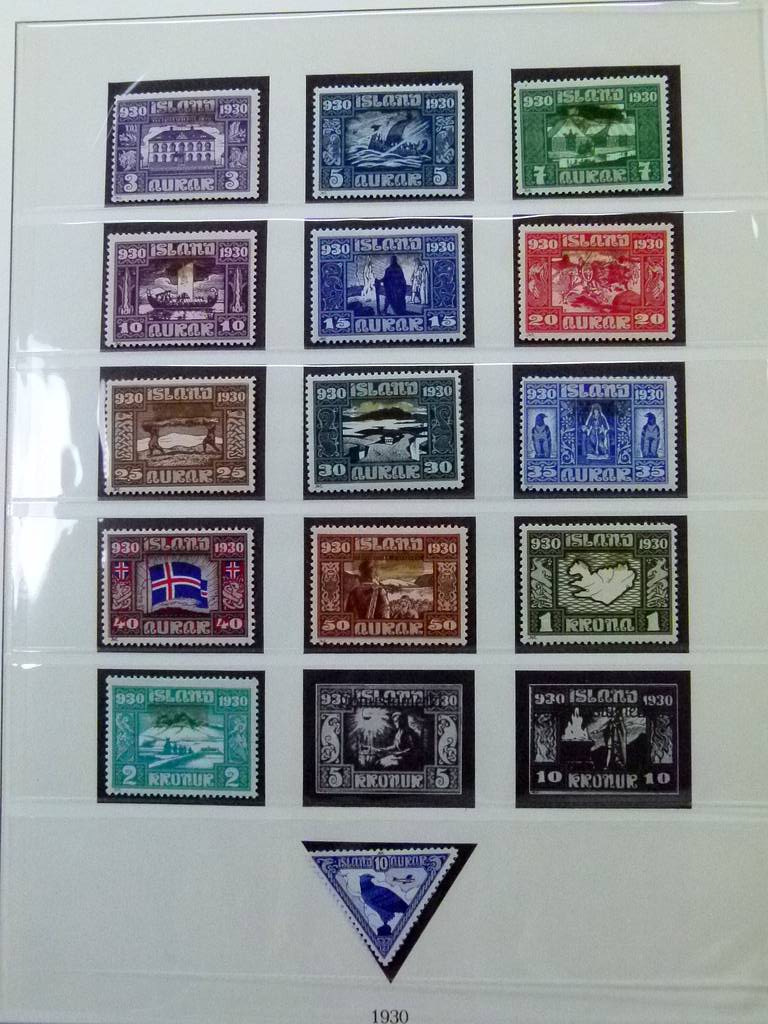 930 ISLAND 1930
3 AURAR 3
930 ISLAND 1930
5 AURAR 5
930 ISLAND 1930
7 AURAR 7
930 ISLAND 1930
10 AURAR 10
930 ISLAND 1930
15 AURAR 15
930 ISLAND 1930
20 AURAR 20
930 ISLAND 1930
25 AURAR 25
930 ISLAND 1930
30 AURAR 30
930 ISLAND 1930
35 35
930 ISLAND 1930
40 AURAR 40
930 ISLAND 1930
50 AURAR 50
930 ISLAND 1930
1 KRONA 1
930 ISLAND 1930
2 KRONUR 2
930 ISLAND
5 KRONUR 5
930 ISLAND 1930
10 KRONUR 10
ISLAND 10 AURAR
1930